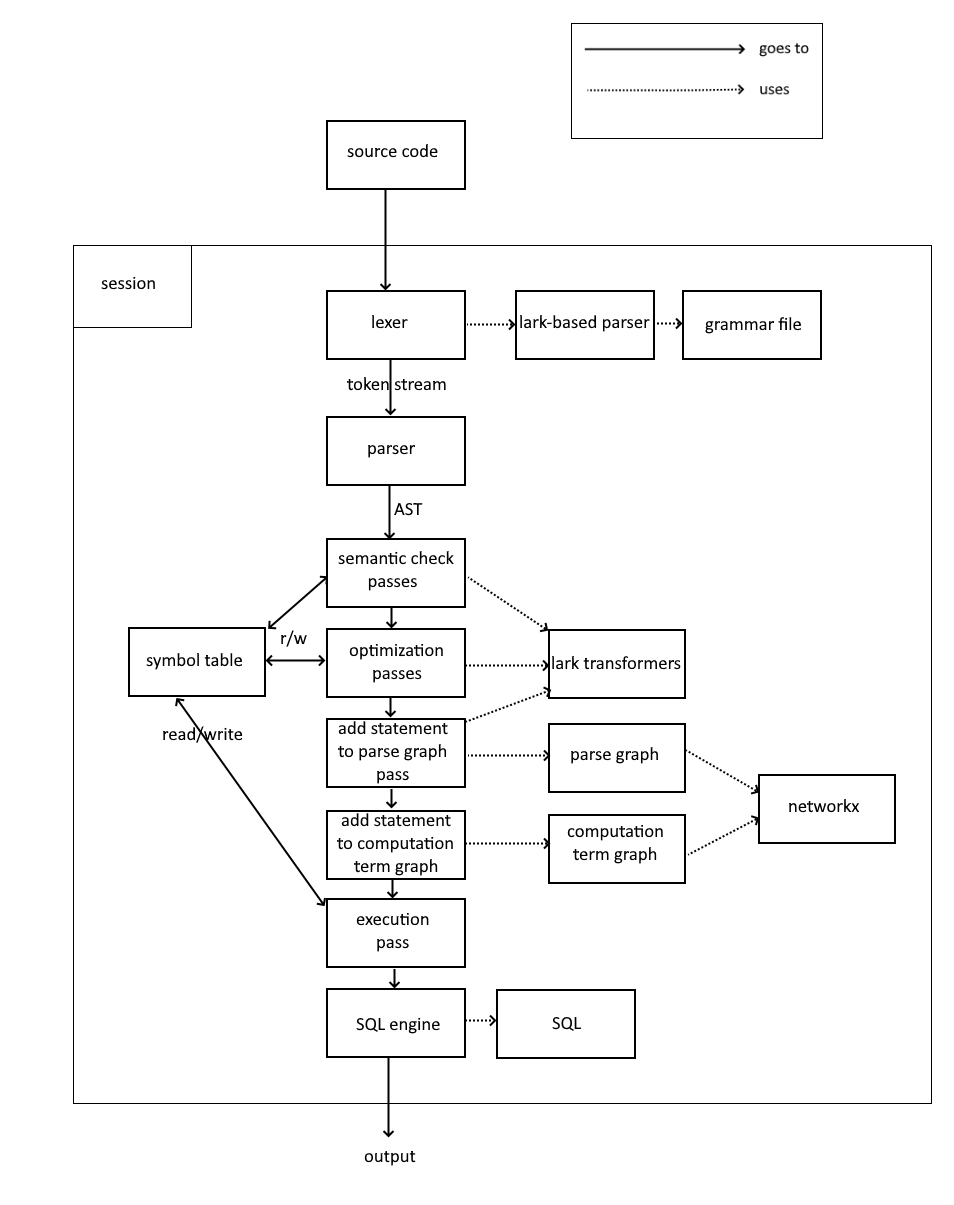 goes to
uses
source code
session
lexer
lark-based parser
grammar file
token stream
parser
AST
semantic check
passes
r/w
symbol table
optimization
passes
lark transformers
read/write
add statement
to parse graph
pass
parse graph
networkx
add statement
to computation
term graph
computation
term graph
execution
pass
SQL engine
SQL
output